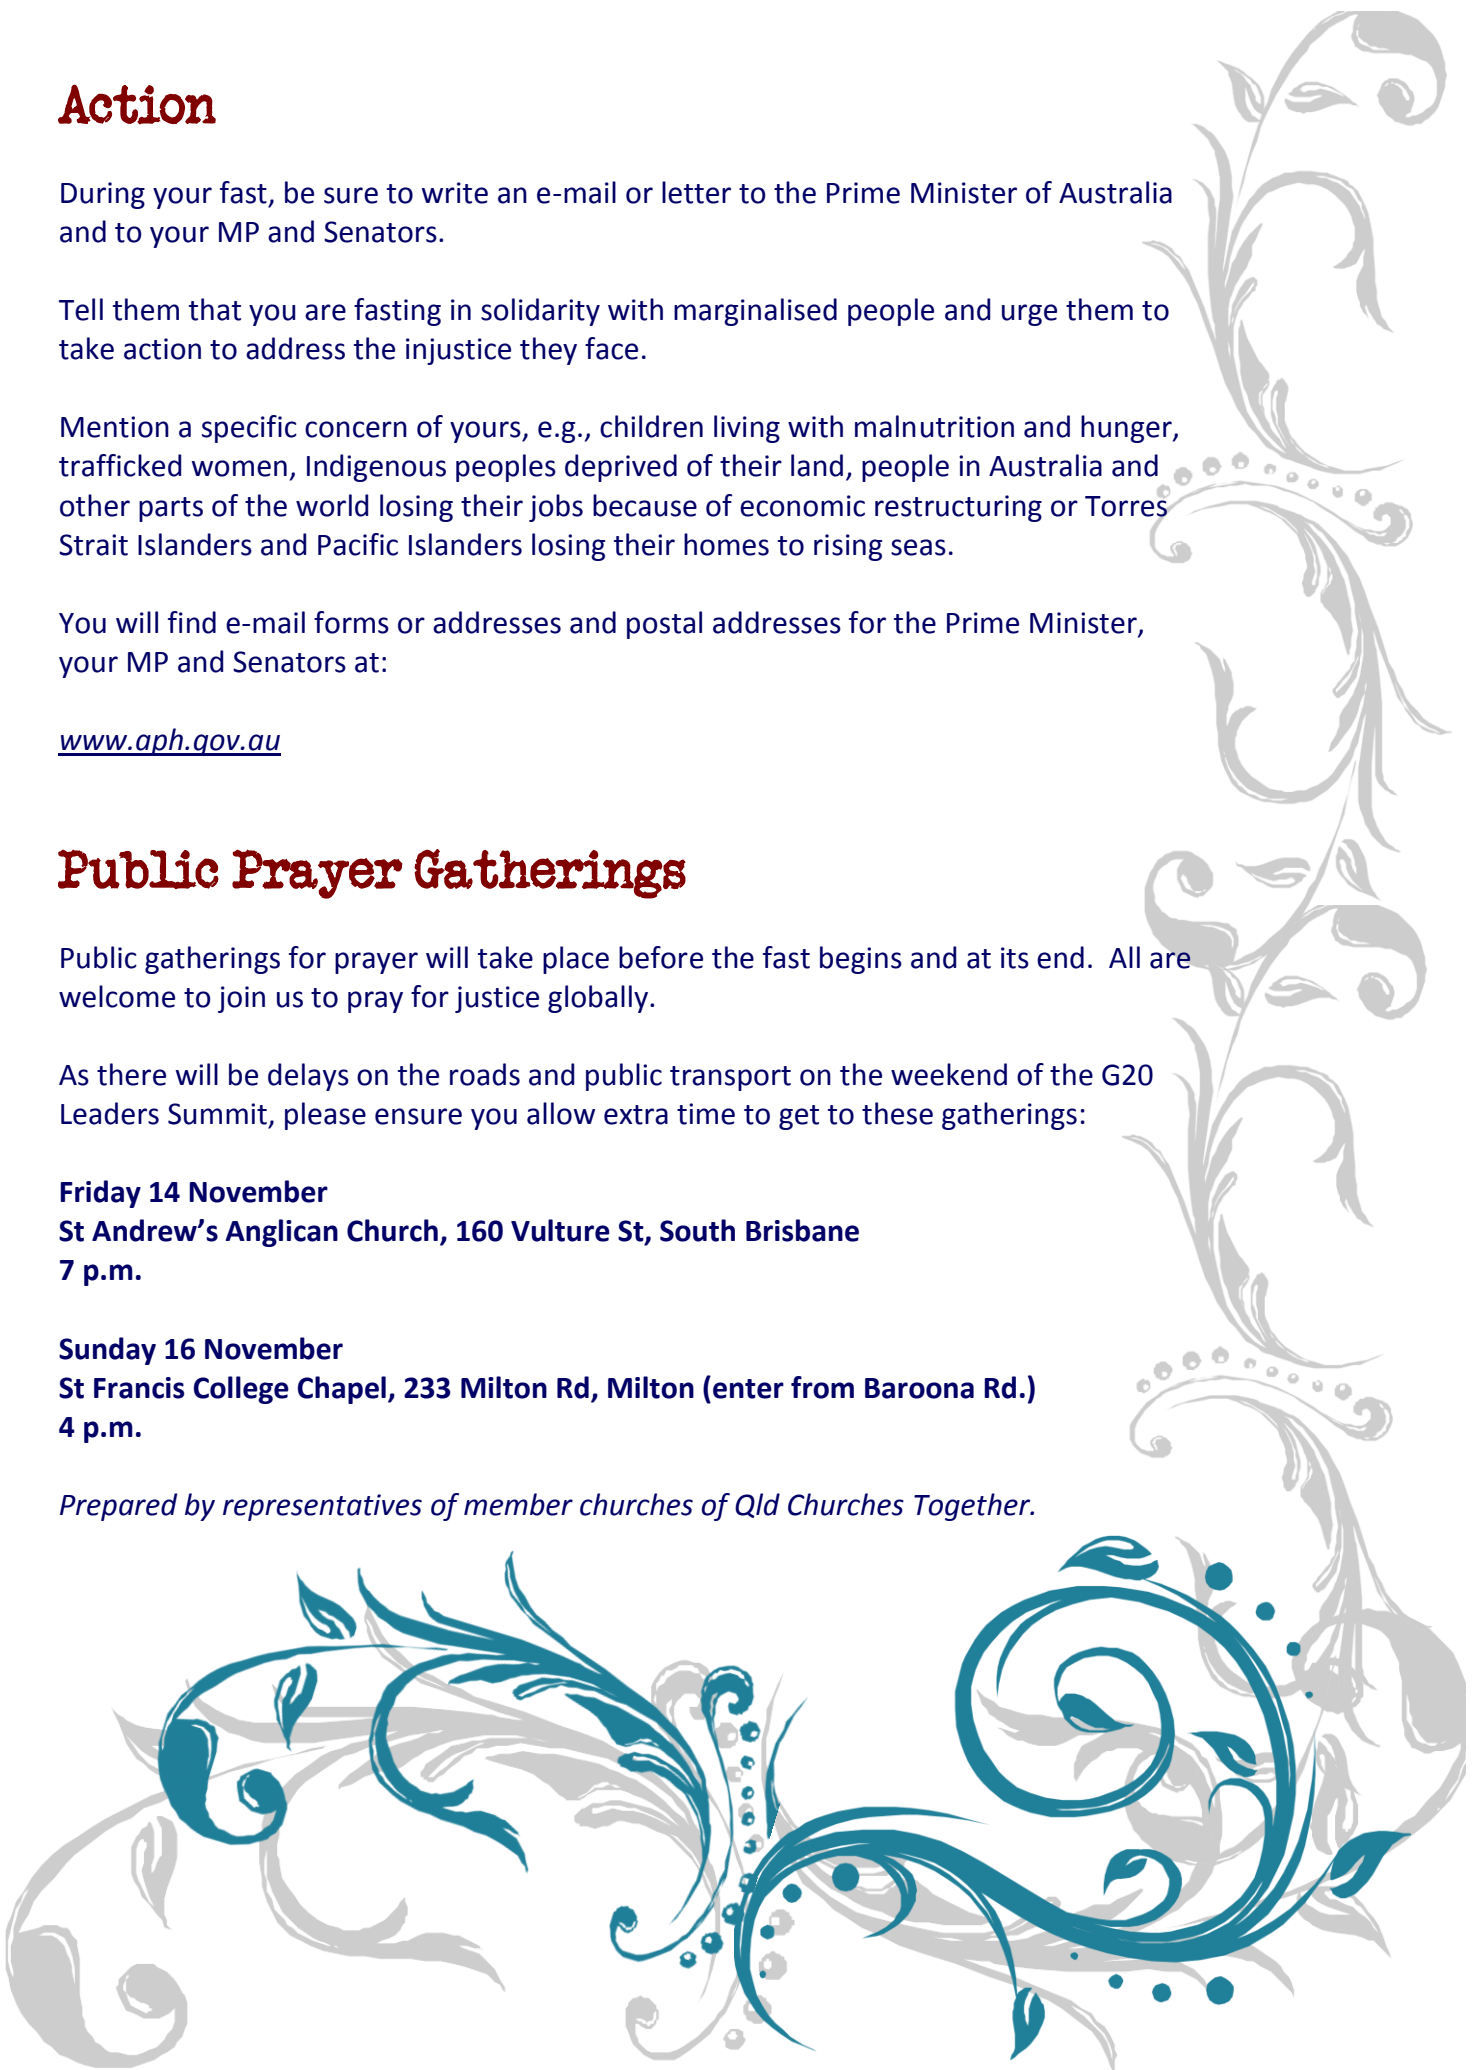 Action
During your fast, be sure to write an e-mail or letter to the Prime Minister of Australia
and to your MP and Senators.
Tell them that you are fasting in solidarity with marginalised people and urge them to
take action to address the injustice they face.
Mention a specific concern of yours, e.g., children living with malnutrition and hunger,
trafficked women, Indigenous peoples deprived of their land, people in Australia and
other parts of the world losing their jobs because of economic restructuring or Torres
Strait Islanders and Pacific Islanders losing their homes to rising seas.
You will find e-mail forms or addresses and postal addresses for the Prime Minister,
your MP and Senators at:
www.aph.gov.au
Public Prayer Gatherings
Public gatherings for prayer will take place before the fast begins and at its end.  All are
welcome to join us to pray for justice globally.
As there will be delays on the roads and public transport on the weekend of the G20
Leaders Summit, please ensure you allow extra time to get to these gatherings:
Friday 14 November
St Andrew’s Anglican Church, 160 Vulture St, South Brisbane
7 p.m.
Sunday 16 November
St Francis College Chapel, 233 Milton Rd, Milton (enter from Baroona Rd.)
4 p.m.
Prepared by representatives of member churches of Qld Churches Together.